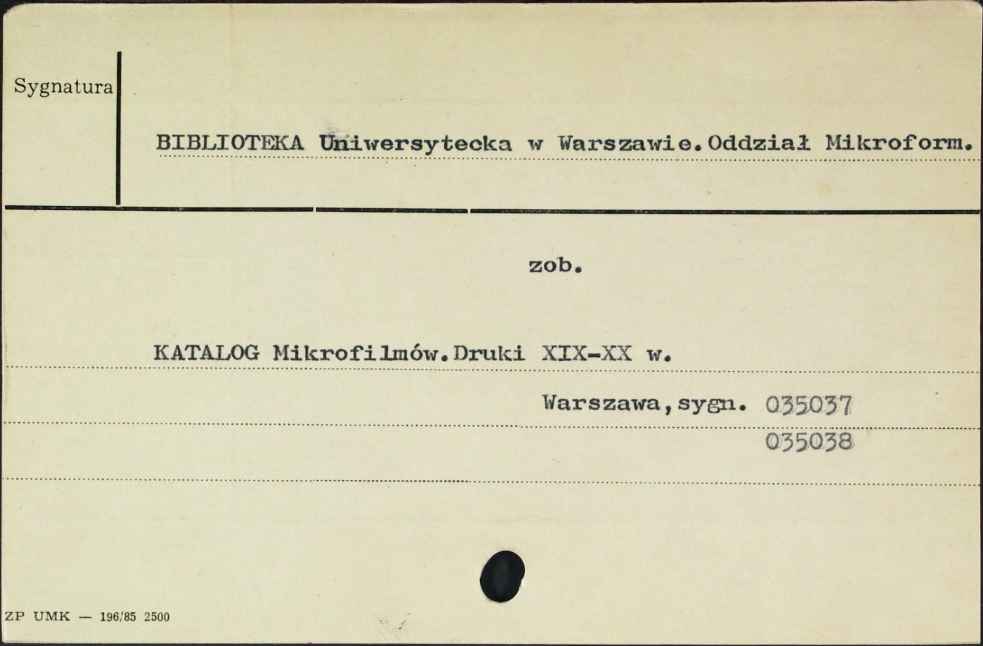 Sygnatura
BIBLIOTEKA Uniwersytecka w Warszawie.Oddział Mikroform.
zob.
KATALOG Mikrofilmów.Druki XIX-XX w.
Warszawa,sygn. 035037
035038
ZP UMK — 196/85 2500